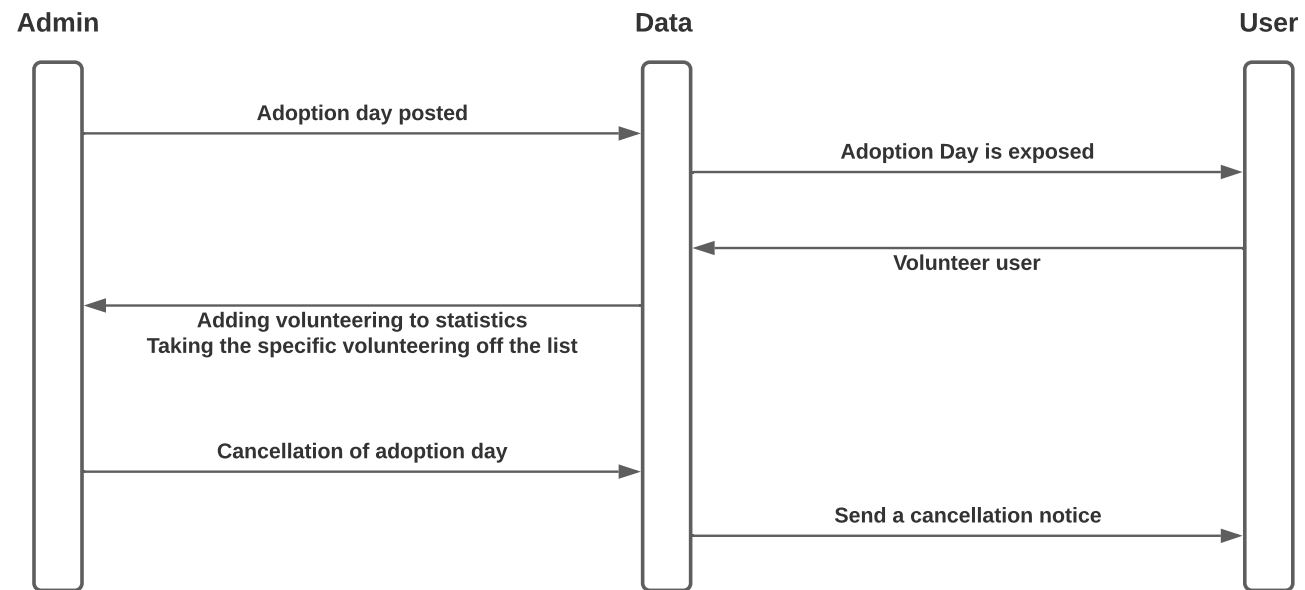 Admin
Data
User
Adoption day posted
Adoption Day is exposed
Volunteer user
Adding volunteering to statistics
Taking the specific volunteering off the list
Cancellation of adoption day
Send a cancellation notice